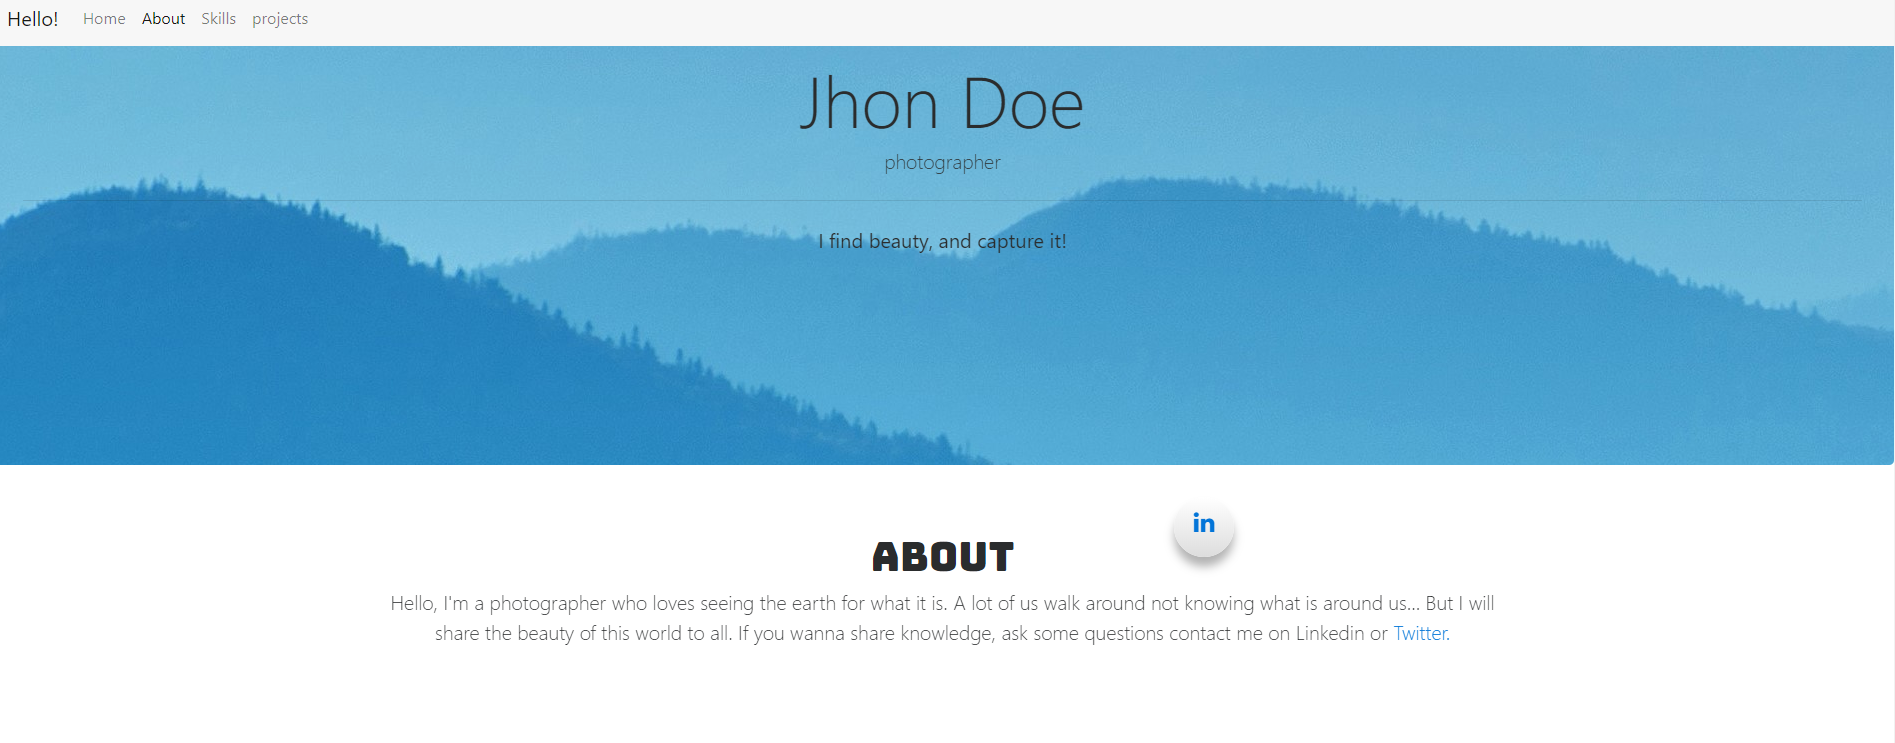 Hello! Home About Skills projects
Jhon Doe
photographer
I find beauty, and capture it!
in
ABOUT
Hello, I'm a photographer who loves seeing the earth for what it is. A lot of us walk around not knowing what is around us... But I will
share the beauty of this world to all. If you wanna share knowledge, ask some questions contact me on Linkedin or Twitter.